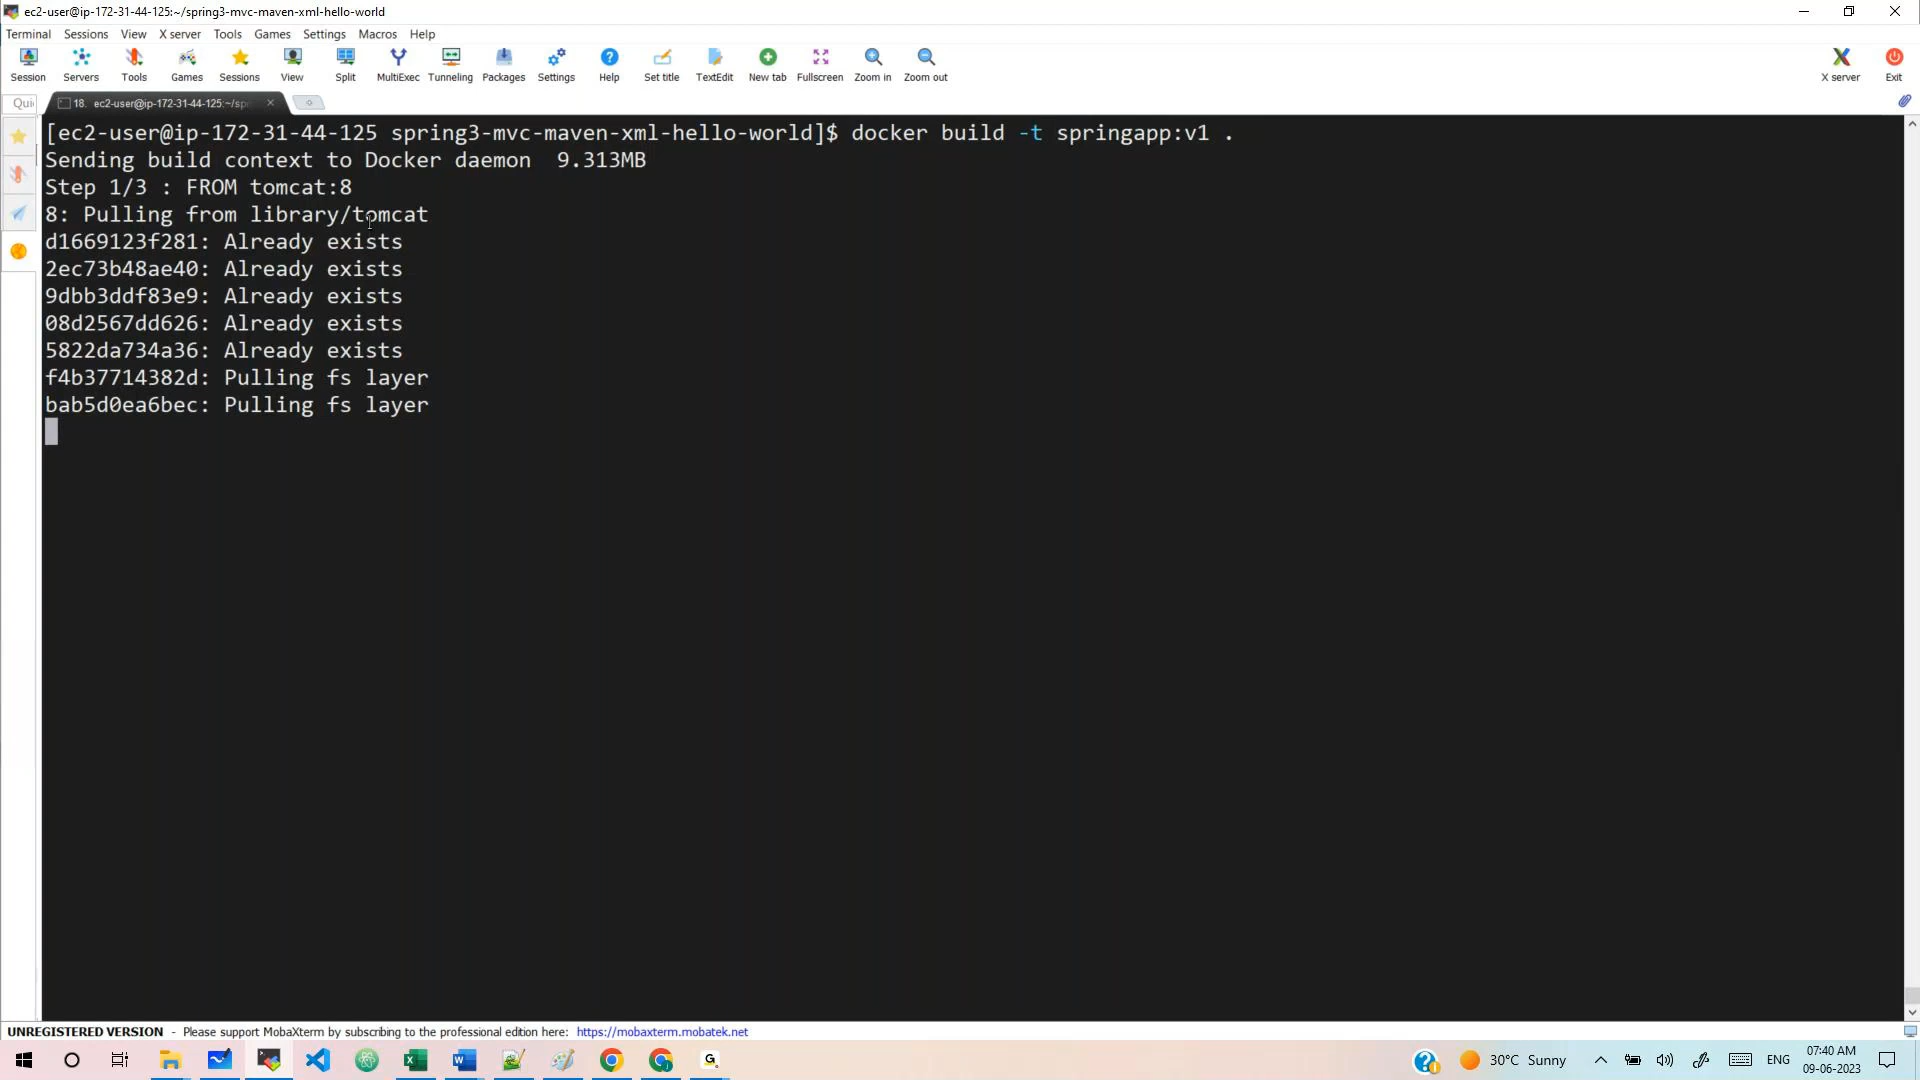 ec2-user@ip-172-31-44-125:~/spring3-mvc-maven-xml-hello-world
Terminal Sessions View X server Tools Games Settings Macros Help
Session Servers Tools Games Sessions View Split MultiExec Tunneling Packages Settings Help Set title TextEdit New tab Fullscreen Zoom in Zoom out X server Exit
Qui 18. ec2-user@ip-172-31-44-125:~/spr
[ec2-user@ip-172-31-44-125 spring3-mvc-maven-xml-hello-world]$ docker build -t springapp:v1 .
Sending build context to Docker daemon  9.313MB
Step 1/3 : FROM tomcat:8
8: Pulling from library/tomcat
d1669123f281: Already exists
2ec73b48ae40: Already exists
9dbb3ddf83e9: Already exists
08d2567dd626: Already exists
5822da734a36: Already exists
f4b37714382d: Pulling fs layer
bab5d0ea6bec: Pulling fs layer
UNREGISTERED VERSION - Please support MobaXterm by subscribing to the professional edition here: https://mobaxterm.mobatek.net
30°C Sunny ENG 07:40 AM
09-06-2023